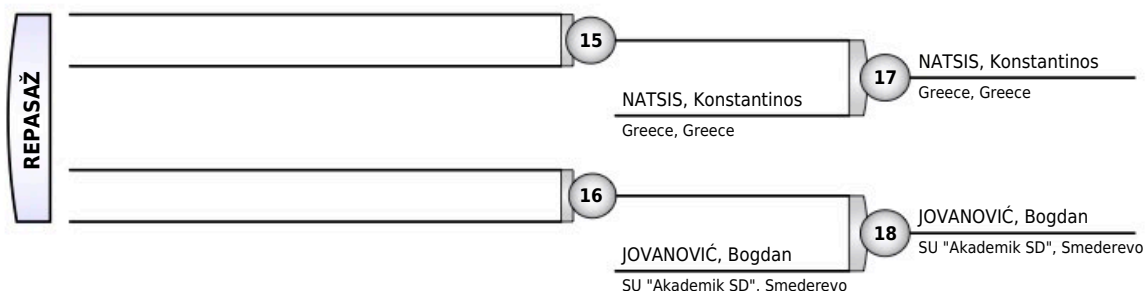 REPASAŽ
15
NATSIS, Konstantinos
Greece, Greece
17
NATSIS, Konstantinos
Greece, Greece
16
JOVANOVIĆ, Bogdan
SU "Akademik SD", Smederevo
18
JOVANOVIĆ, Bogdan
SU "Akademik SD", Smederevo